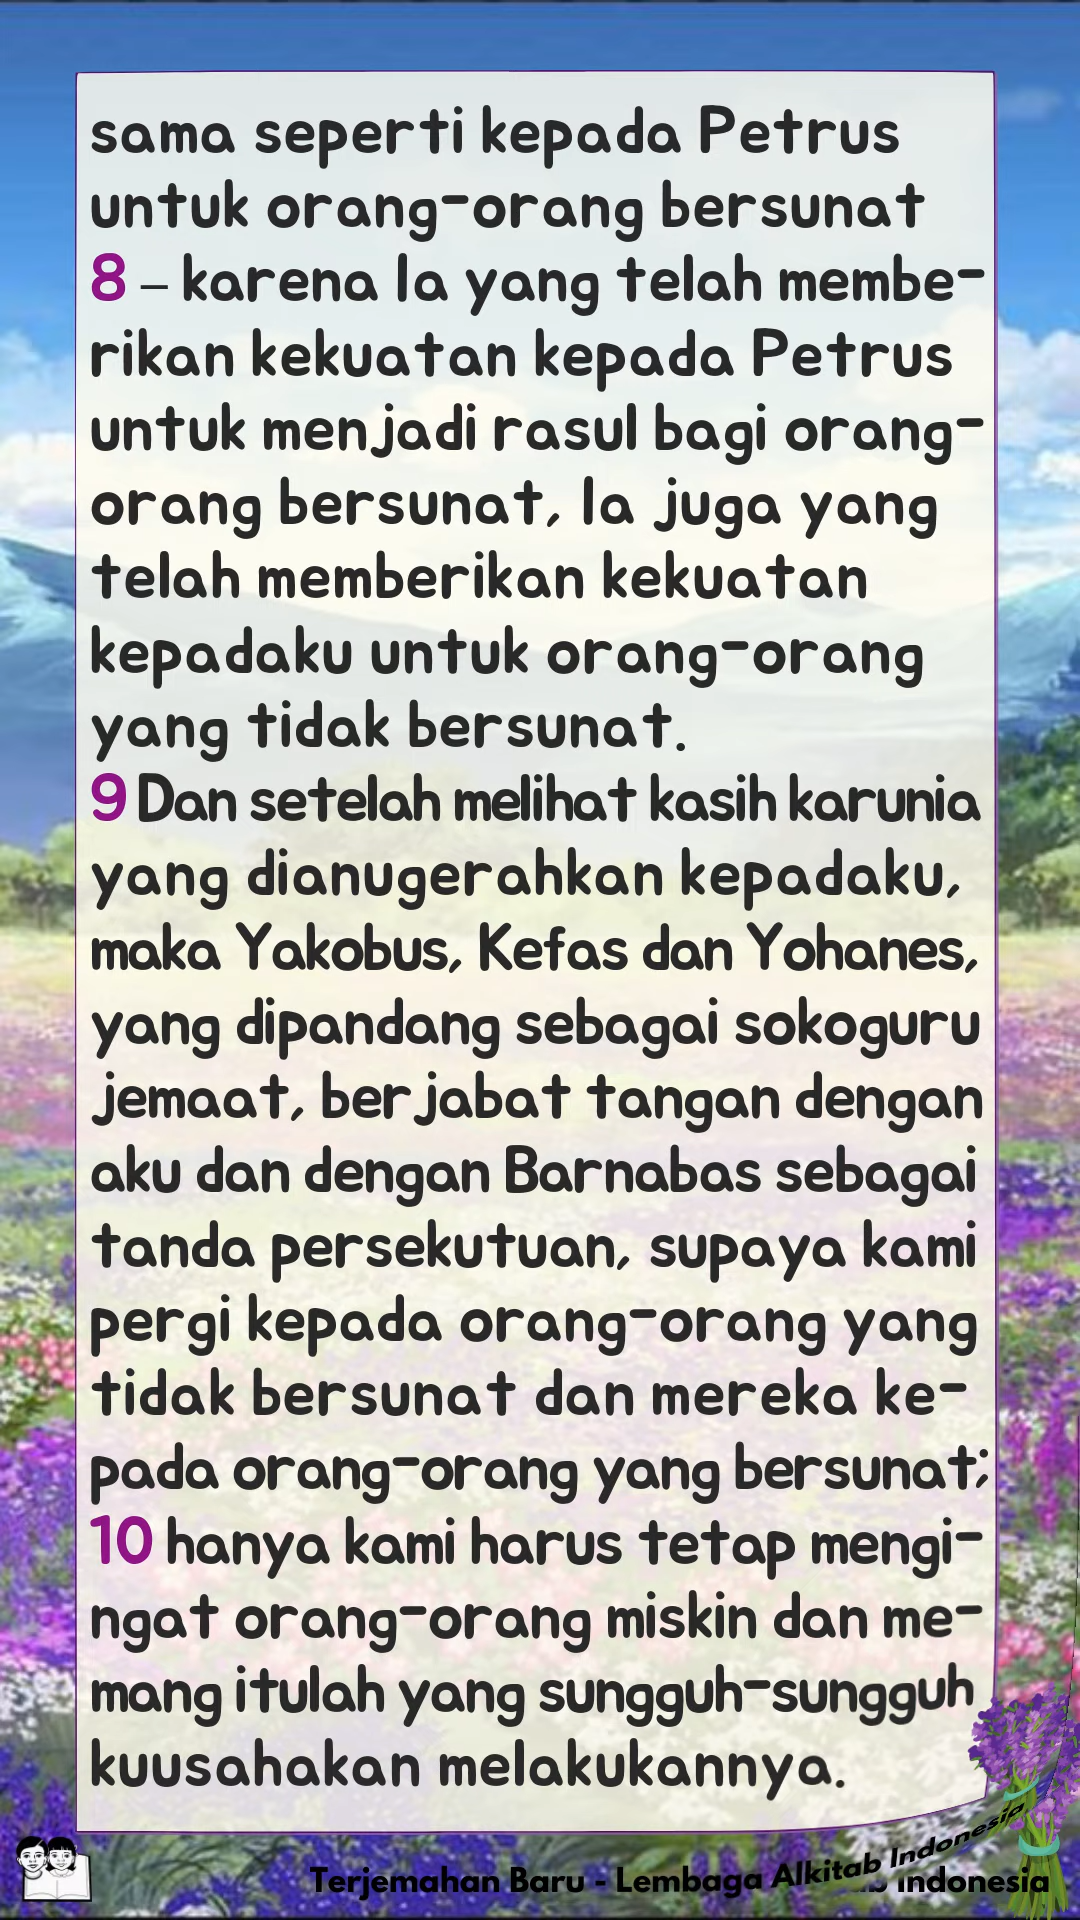 sama seperti kepada Petrus
untuk orang-orang bersunat
8 – karena Ia yang telah membe-
rikan kekuatan kepada Petrus
untuk menjadi rasul bagi orang-
orang bersunat, Ia juga yang
telah memberikan kekuatan
kepadaku untuk orang-orang
yang tidak bersunat.
9 Dan setelah melihat kasih karunia
yang dianugerahkan kepadaku,
maka Yakobus, Kefas dan Yohanes,
yang dipandang sebagai sokoguru
jemaat, berjabat tangan dengan
aku dan dengan Barnabas sebagai
tanda persekutuan, supaya kami
pergi kepada orang-orang yang
tidak bersunat dan mereka ke-
pada orang-orang yang bersunat;
10 hanya kami harus tetap mengi-
ngat orang-orang miskin dan me-
mang itulah yang sungguh-sungguh
kuusahakan melakukannya.
Terjemahan Baru - Lembaga Alkitab Indonesia
Indonesia